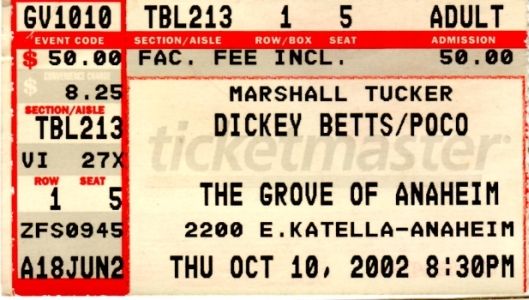 GV1010 TBL213 1 5 ADULT
EVENT CODE SECTION/AISLE ROW/BOX SEAT ADMISSION
$ 50.00 FAC. FEE INCL. 50.00
$ CONVENIENCE CHARGE
8.25
SECTION/AISLE
TBL213
VI 27X
ROW SEAT
1 5
ZFS0945
A18JUN2
MARSHALL TUCKER
DICKEY BETTS/POCO
ticketmaster
THE GROVE OF ANAHEIM
2200 E.KATELLA-ANAHEIM
THU OCT 10, 2002 8:30PM